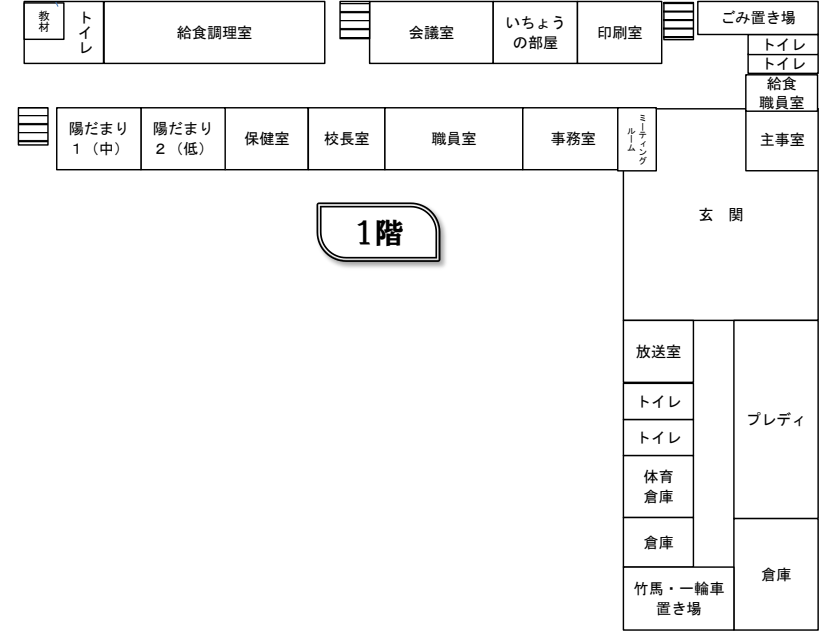 教材
トイレ
給食調理室
会議室
いちょう
の部屋
印刷室
ごみ置き場
トイレ
トイレ
給食
職員室
陽だまり
1（中）
陽だまり
2（低）
保健室
校長室
職員室
事務室
ミーティング
ルーム
主事室
1階
玄 関
放送室
トイレ
トイレ
プレディ
体育
倉庫
倉庫
竹馬・一輪車
置き場
倉庫